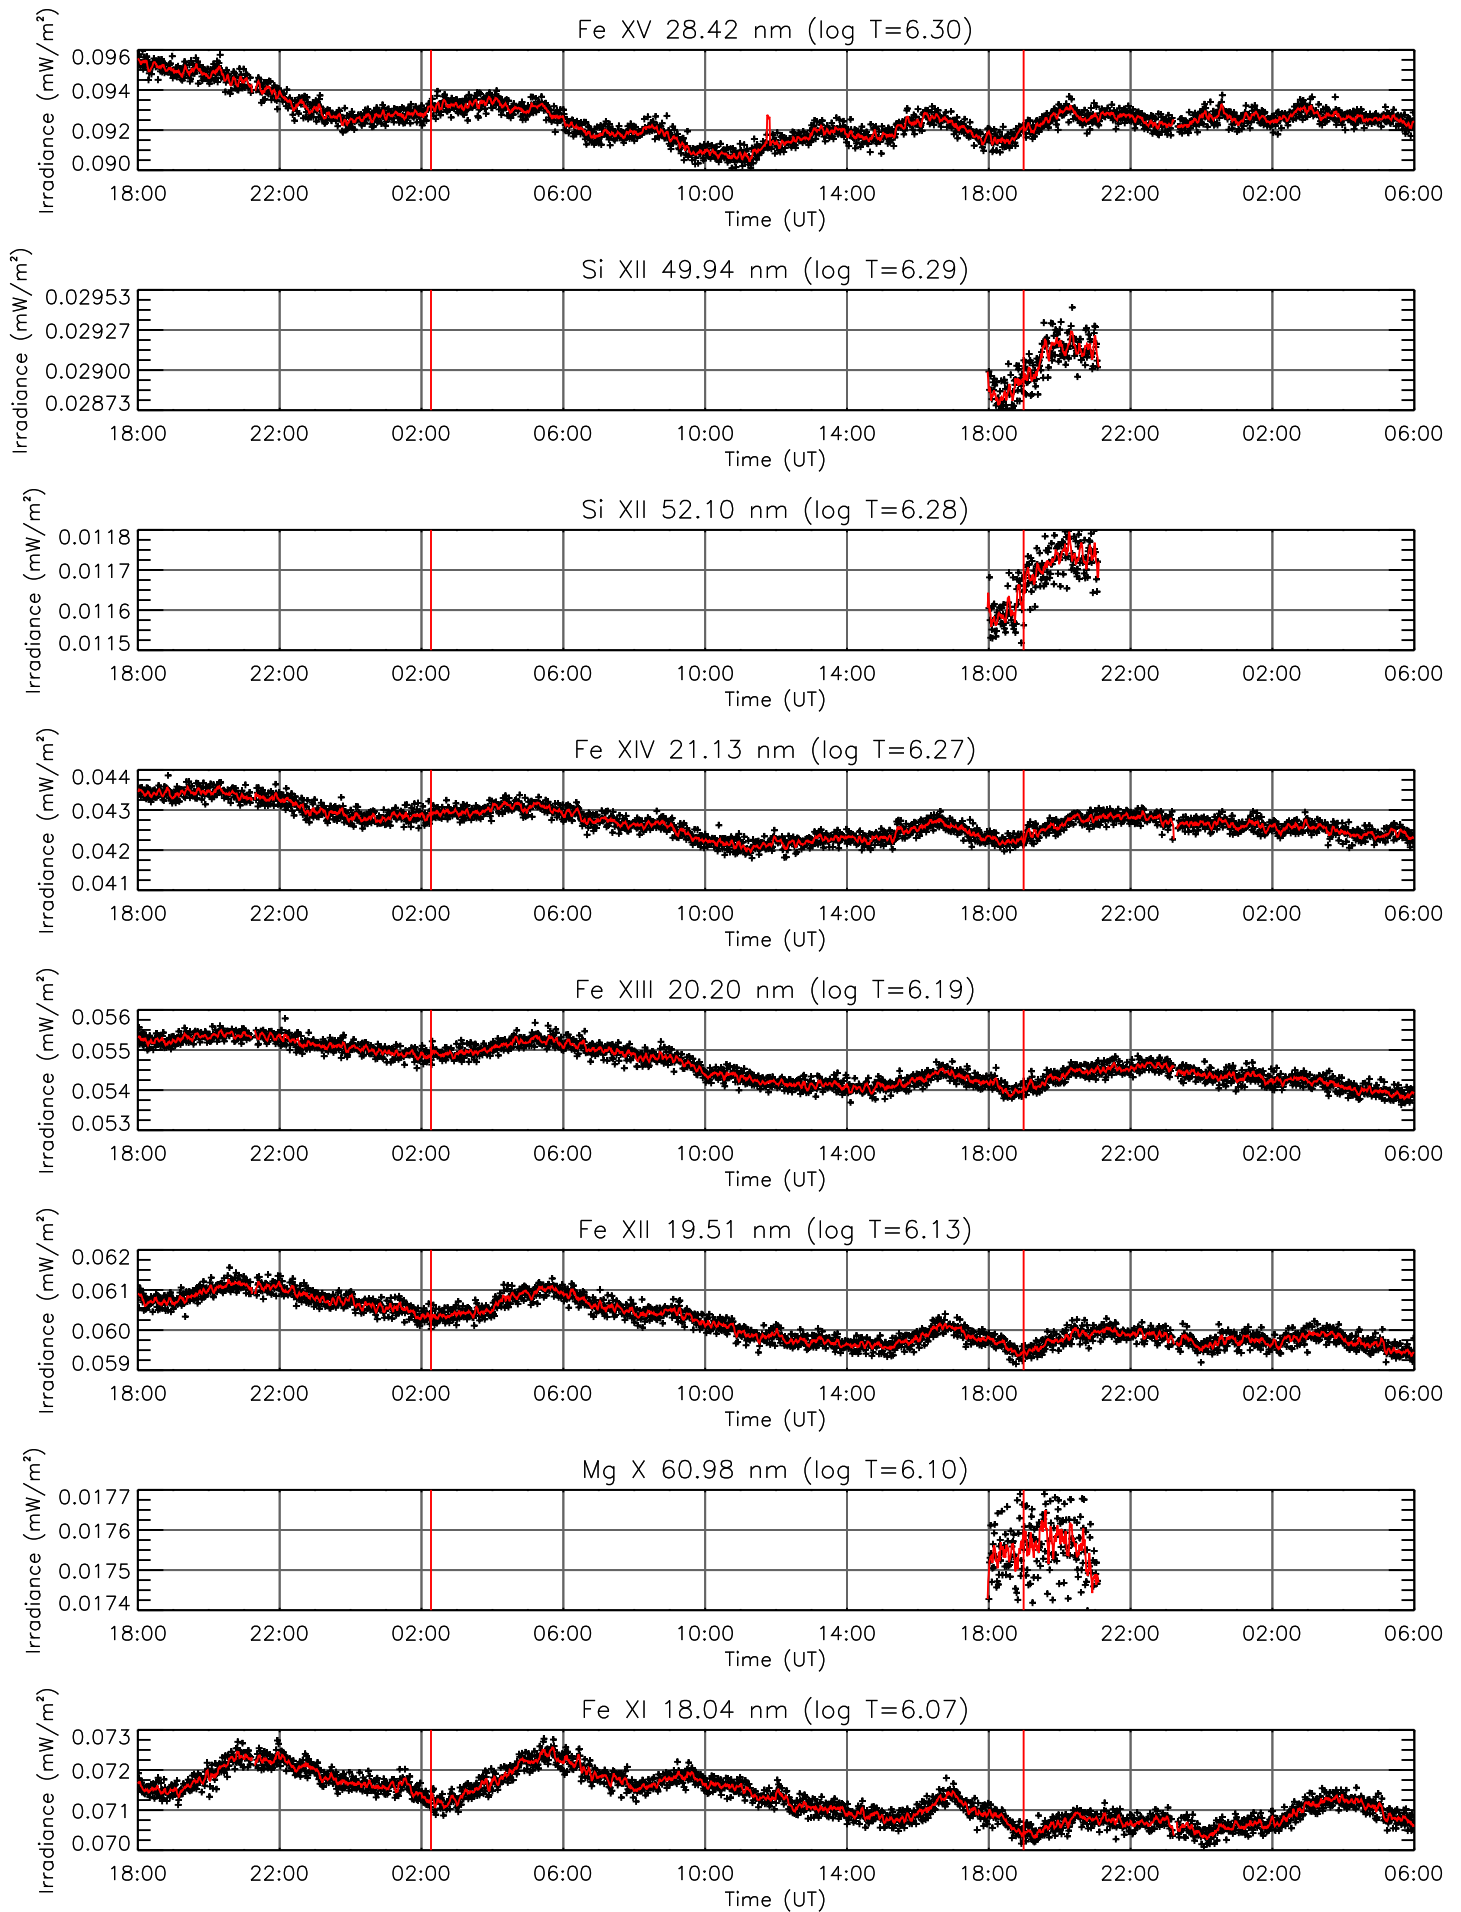 Fe XV 28.42 nm (log T=6.30)
Irradiance (mW/m²)
0.096
0.094
0.092
0.090
18:00 22:00 02:00 06:00 10:00 14:00 18:00 22:00 02:00 06:00
Time (UT)
Si XII 49.94 nm (log T=6.29)
Irradiance (mW/m²)
0.02953
0.02927
0.02900
0.02873
18:00 22:00 02:00 06:00 10:00 14:00 18:00 22:00 02:00 06:00
Time (UT)
Si XII 52.10 nm (log T=6.28)
Irradiance (mW/m²)
0.0118
0.0117
0.0116
0.0115
18:00 22:00 02:00 06:00 10:00 14:00 18:00 22:00 02:00 06:00
Time (UT)
Fe XIV 21.13 nm (log T=6.27)
Irradiance (mW/m²)
0.044
0.043
0.042
0.041
18:00 22:00 02:00 06:00 10:00 14:00 18:00 22:00 02:00 06:00
Time (UT)
Fe XIII 20.20 nm (log T=6.19)
Irradiance (mW/m²)
0.056
0.055
0.054
0.053
18:00 22:00 02:00 06:00 10:00 14:00 18:00 22:00 02:00 06:00
Time (UT)
Fe XII 19.51 nm (log T=6.13)
Irradiance (mW/m²)
0.062
0.061
0.060
0.059
18:00 22:00 02:00 06:00 10:00 14:00 18:00 22:00 02:00 06:00
Time (UT)
Mg X 60.98 nm (log T=6.10)
Irradiance (mW/m²)
0.0177
0.0176
0.0175
0.0174
18:00 22:00 02:00 06:00 10:00 14:00 18:00 22:00 02:00 06:00
Time (UT)
Fe XI 18.04 nm (log T=6.07)
Irradiance (mW/m²)
0.073
0.072
0.071
0.070
18:00 22:00 02:00 06:00 10:00 14:00 18:00 22:00 02:00 06:00
Time (UT)